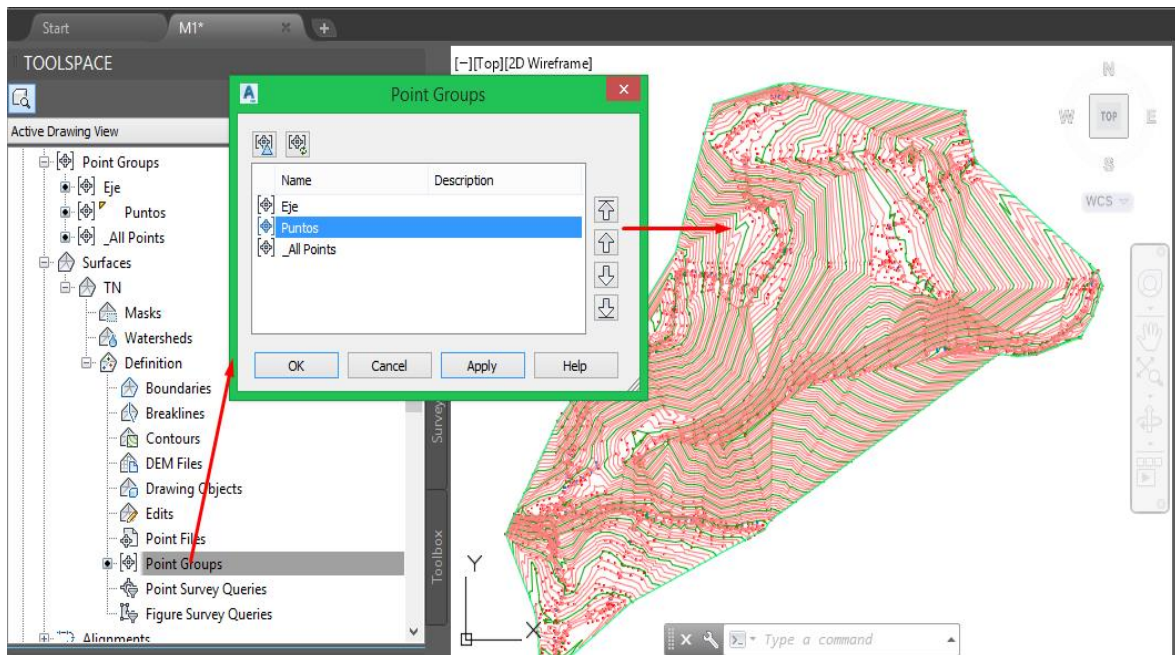 Start
M1*
TOOLSPACE
Active Drawing View
Point Groups
Eje
Puntos
_All Points
Surfaces
TN
Masks
Watersheds
Definition
Boundaries
Breaklines
Contours
DEM Files
Drawing Objects
Edits
Point Files
Point Groups
Point Survey Queries
Figure Survey Queries
Alignments
Survey
Toolbox
Point Groups
Name Description
Eje
Puntos
_All Points
OK Cancel Apply Help
[−][Top][2D Wireframe]
N
W TOP E
S
WCS
Y
X
Type a command